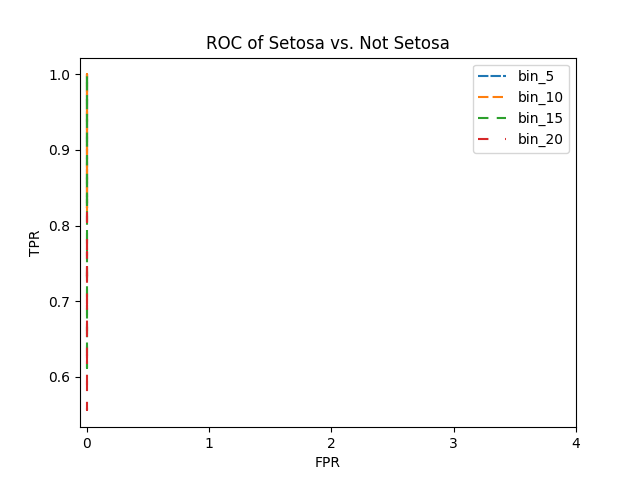 ROC of Setosa vs. Not Setosa
bin_5
bin_10
bin_15
bin_20
1.0
0.9
0.8
0.7
0.6
TPR
0 1 2 3 4
FPR